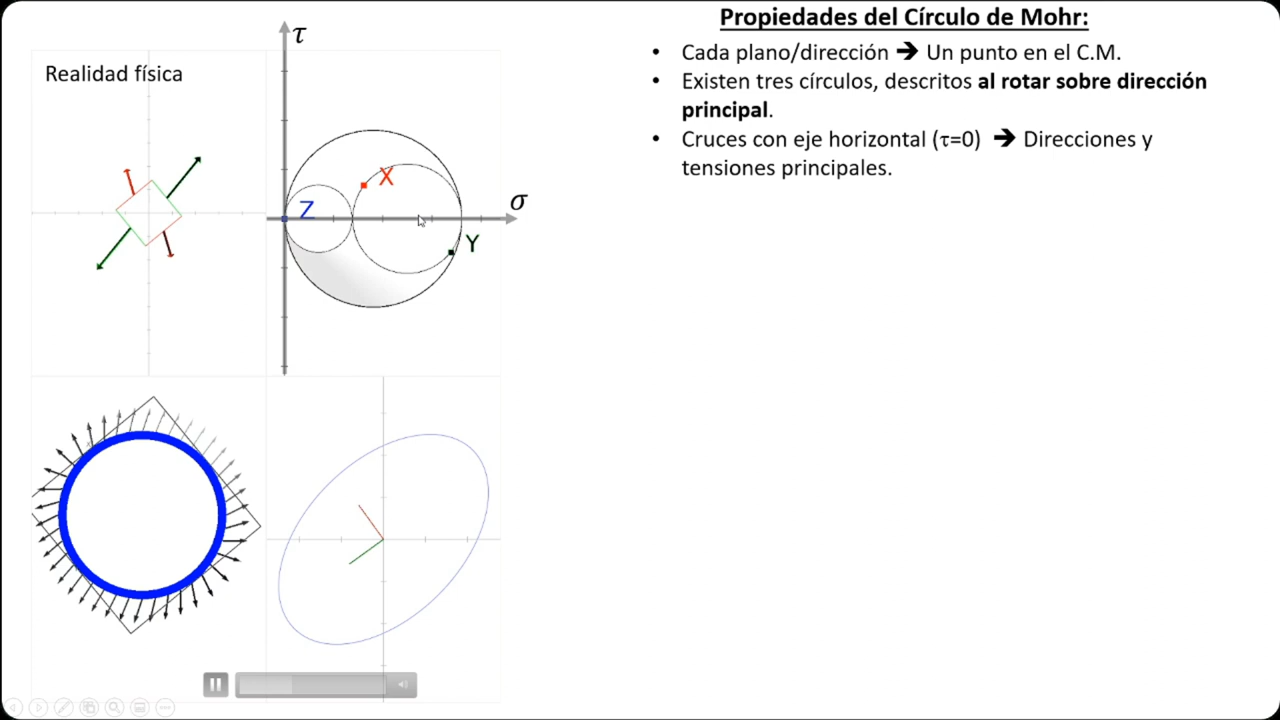 Propiedades del Círculo de Mohr:
• Cada plano/dirección 🡺 Un punto en el C.M.
• Existen tres círculos, descritos al rotar sobre dirección
principal.
• Cruces con eje horizontal (τ=0) 🡺 Direcciones y
tensiones principales.
Realidad física
τ
σ
X
Y
Z